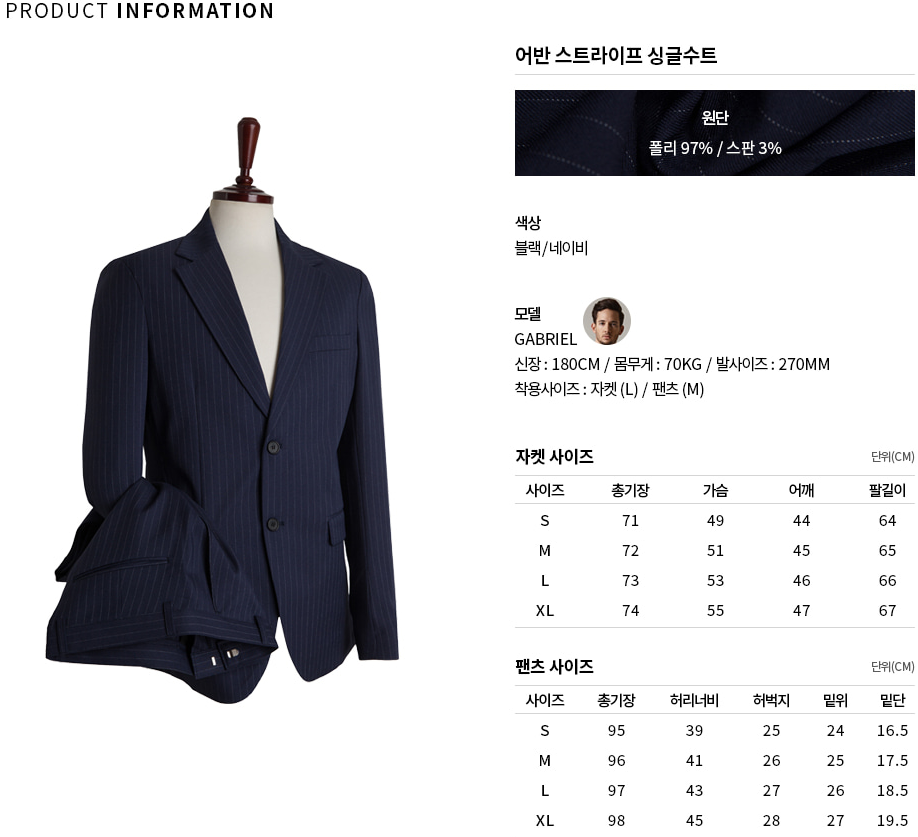 PRODUCT INFORMATION
어반 스트라이프 싱글수트
원단
폴리 97% / 스판 3%
색상
블랙/네이비
모델
GABRIEL
신장 : 180CM / 몸무게 : 70KG / 발사이즈 : 270MM
착용사이즈 : 자켓 (L) / 팬츠 (M)
자켓 사이즈 단위(CM)
사이즈 총기장 가슴 어깨 팔길이
S 71 49 44 64
M 72 51 45 65
L 73 53 46 66
XL 74 55 47 67
팬츠 사이즈 단위(CM)
사이즈 총기장 허리너비 허벅지 밑위 밑단
S 95 39 25 24 16.5
M 96 41 26 25 17.5
L 97 43 27 26 18.5
XL 98 45 28 27 19.5